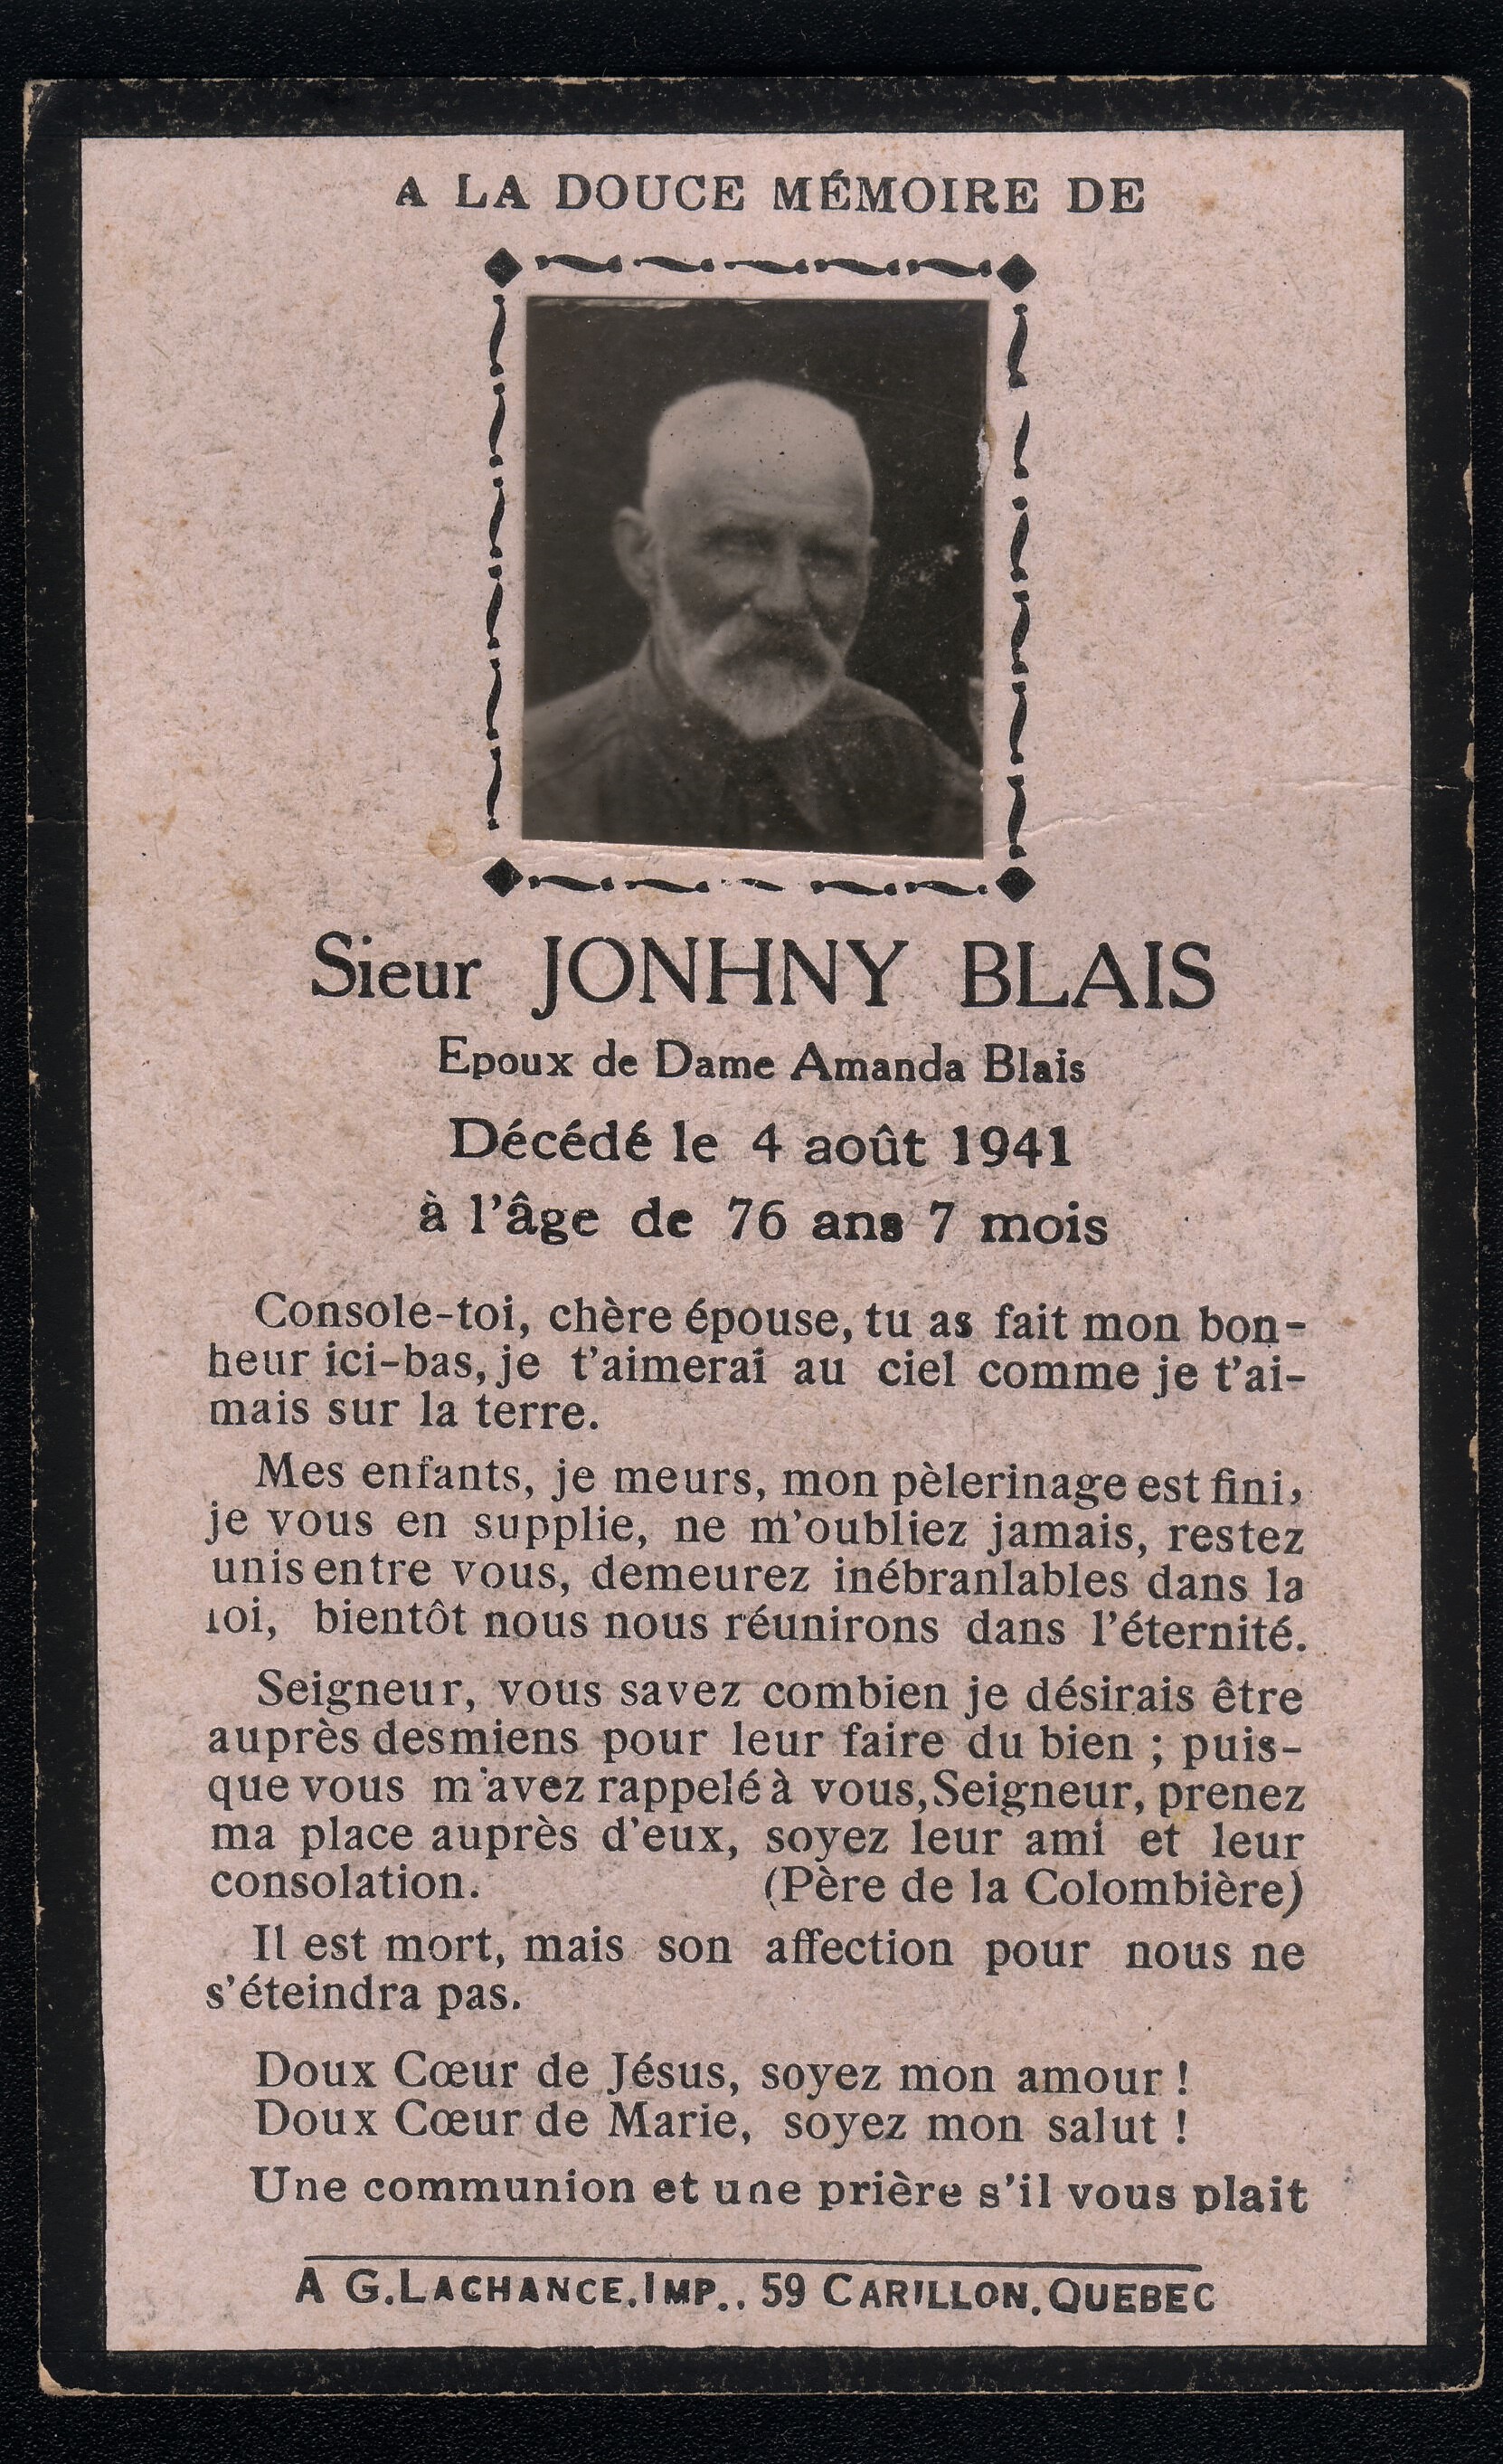 A LA DOUCE MÉMOIRE DE
Sieur JONHNY BLAIS
Epoux de Dame Amanda Blais
Décédé le 4 août 1941
à l'âge de 76 ans 7 mois
Console-toi, chère épouse, tu as fait mon bon-
heur ici-bas, je t'aimerai au ciel comme je t'ai-
mais sur la terre.
Mes enfants, je meurs, mon pèlerinage est fini,
je vous en supplie, ne m'oubliez jamais, restez
unis entre vous, demeurez inébranlables dans la
foi, bientôt nous nous réunirons dans l'éternité.
Seigneur, vous savez combien je désirais être
auprès desmiens pour leur faire du bien ; puis-
que vous m'avez rappelé à vous, Seigneur, prenez
ma place auprès d'eux, soyez leur ami et leur
consolation. (Père de la Colombière)
Il est mort, mais son affection pour nous ne
s'éteindra pas.
Doux Cœur de Jésus, soyez mon amour !
Doux Cœur de Marie, soyez mon salut !
Une communion et une prière s'il vous plait
A G. LACHANCE. IMP.. 59 CARILLON. QUEBEC